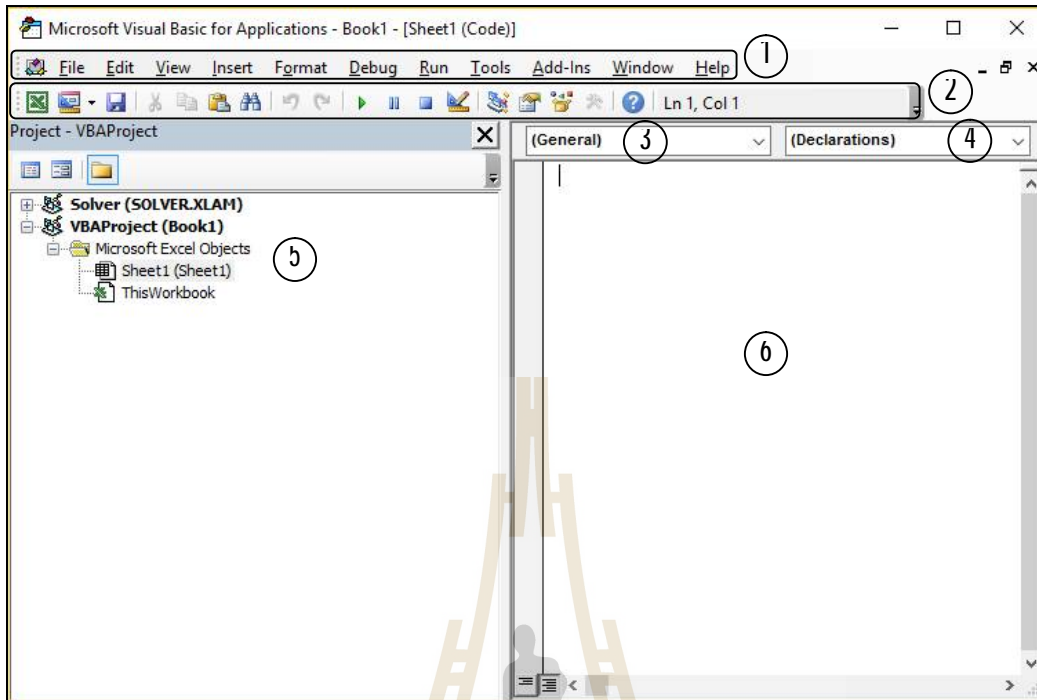 Microsoft Visual Basic for Applications - Book1 - [Sheet1 (Code)]
File Edit View Insert Format Debug Run Tools Add-Ins Window Help
1
Ln 1, Col 1
2
Project - VBAProject
(General)
3
(Declarations)
4
Solver (SOLVER.XLAM)
VBAProject (Book1)
Microsoft Excel Objects
5
Sheet1 (Sheet1)
ThisWorkbook
6